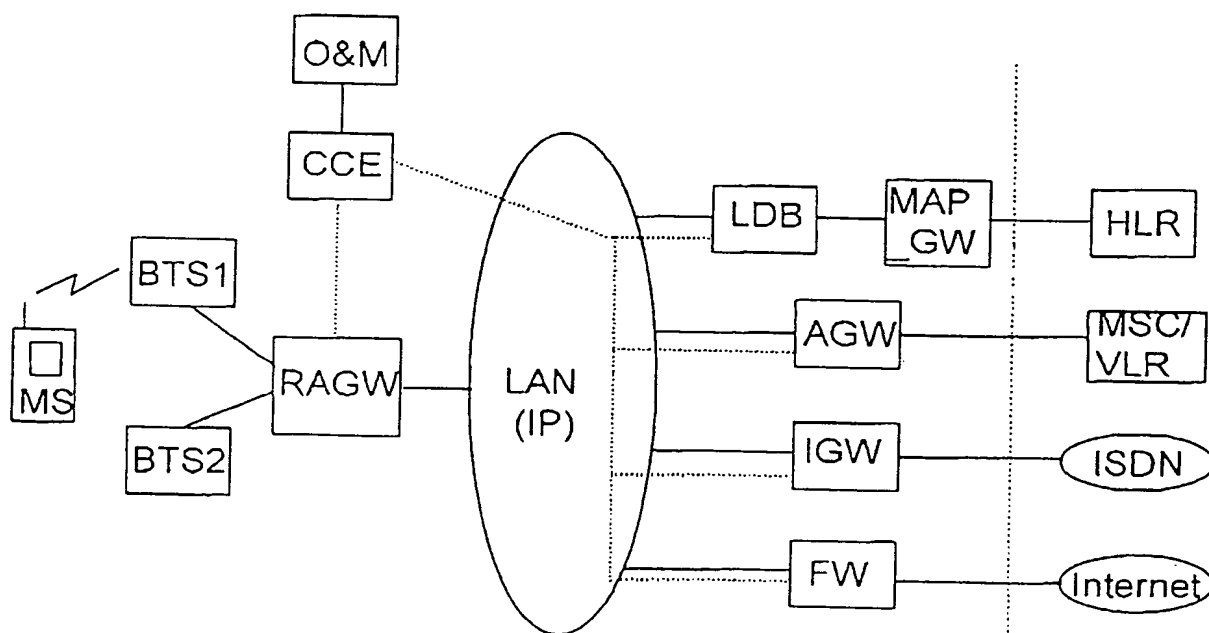 O&M
CCE
LDB
MAP
_GW
HLR
BTS1
AGW
MSC/
VLR
MS
RAGW
LAN
(IP)
BTS2
IGW
ISDN
FW
Internet